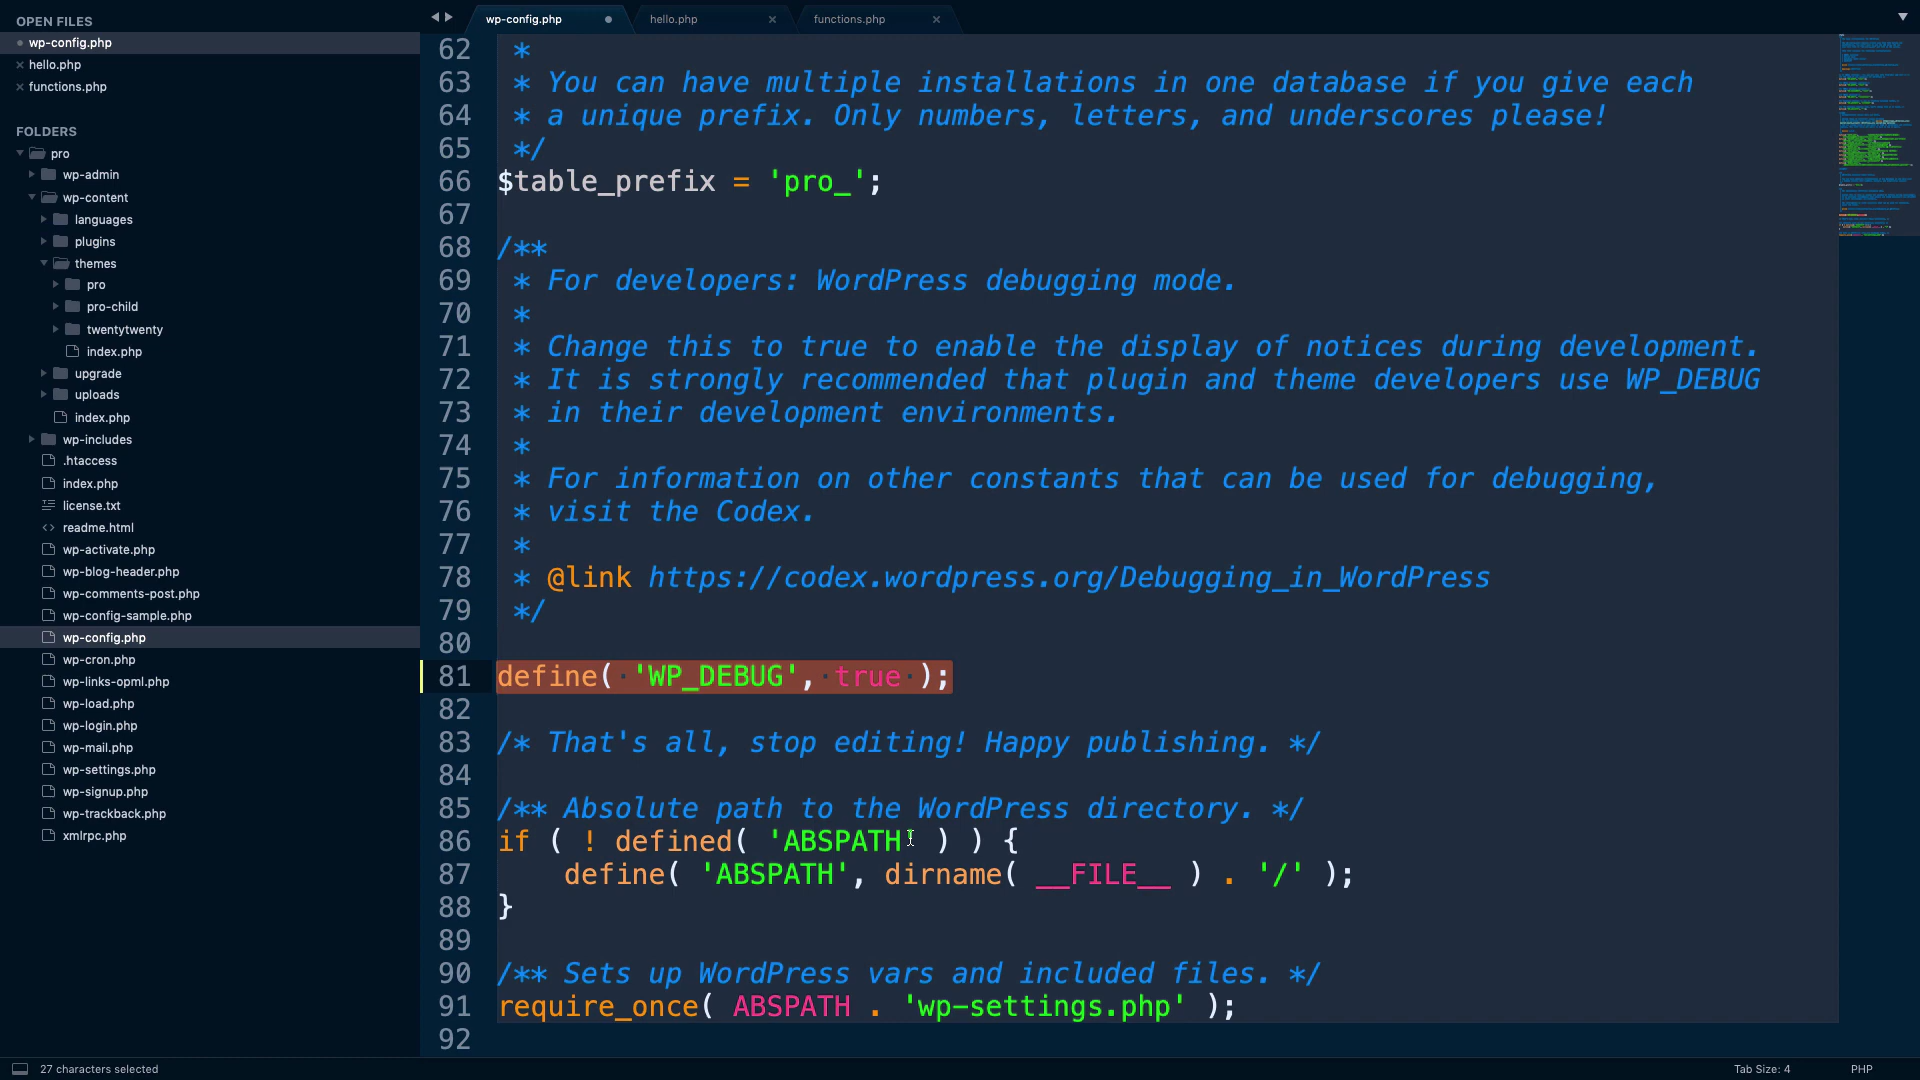 OPEN FILES
wp-config.php
hello.php
functions.php
FOLDERS
pro
wp-admin
wp-content
languages
plugins
themes
pro
pro-child
twentytwenty
index.php
upgrade
uploads
index.php
wp-includes
.htaccess
index.php
license.txt
readme.html
wp-activate.php
wp-blog-header.php
wp-comments-post.php
wp-config-sample.php
wp-config.php
wp-cron.php
wp-links-opml.php
wp-load.php
wp-login.php
wp-mail.php
wp-settings.php
wp-signup.php
wp-trackback.php
xmlrpc.php
wp-config.php hello.php functions.php
62 *
63 * You can have multiple installations in one database if you give each
64 * a unique prefix. Only numbers, letters, and underscores please!
65 */
66 $table_prefix = 'pro_';
67
68 /**
69 * For developers: WordPress debugging mode.
70 *
71 * Change this to true to enable the display of notices during development.
72 * It is strongly recommended that plugin and theme developers use WP_DEBUG
73 * in their development environments.
74 *
75 * For information on other constants that can be used for debugging,
76 * visit the Codex.
77 *
78 * @link https://codex.wordpress.org/Debugging_in_WordPress
79 */
80
81 define( 'WP_DEBUG', true );
82
83 /* That's all, stop editing! Happy publishing. */
84
85 /** Absolute path to the WordPress directory. */
86 if ( ! defined( 'ABSPATH' ) ) {
87 define( 'ABSPATH', dirname( __FILE__ ) . '/' );
88 }
89
90 /** Sets up WordPress vars and included files. */
91 require_once( ABSPATH . 'wp-settings.php' );
92
27 characters selected
Tab Size: 4
PHP